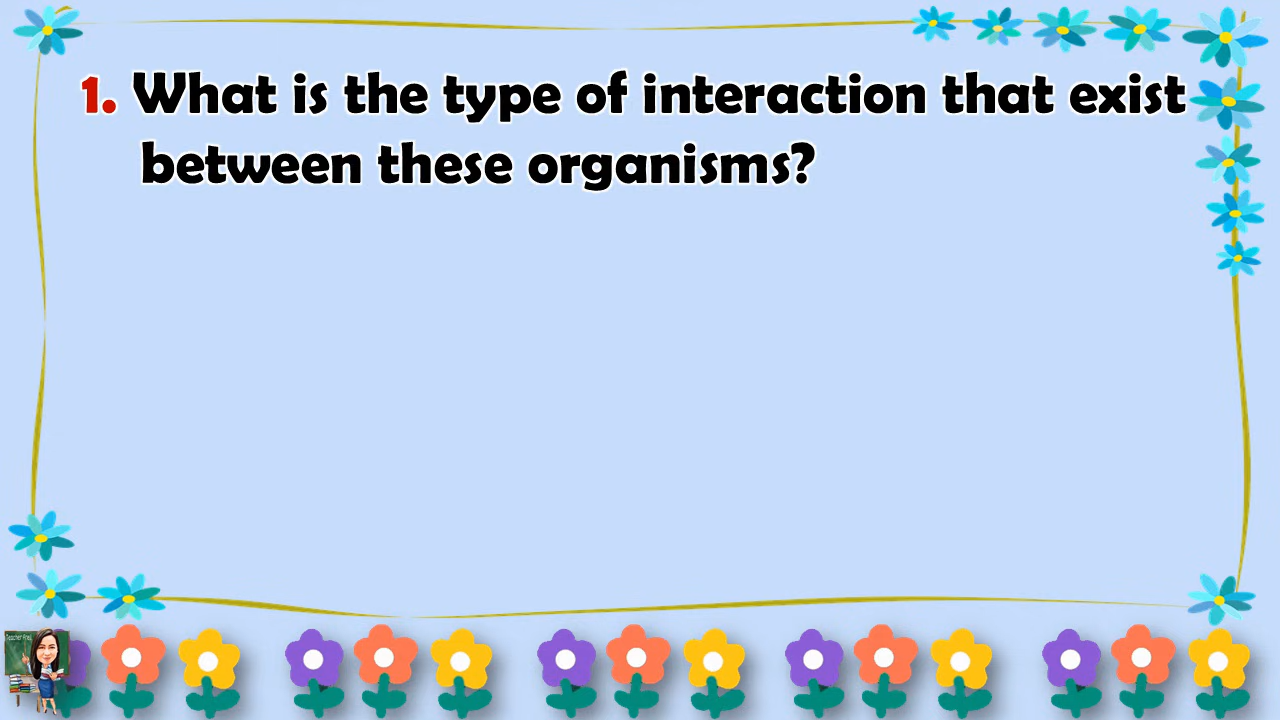 1. What is the type of interaction that exist
between these organisms?